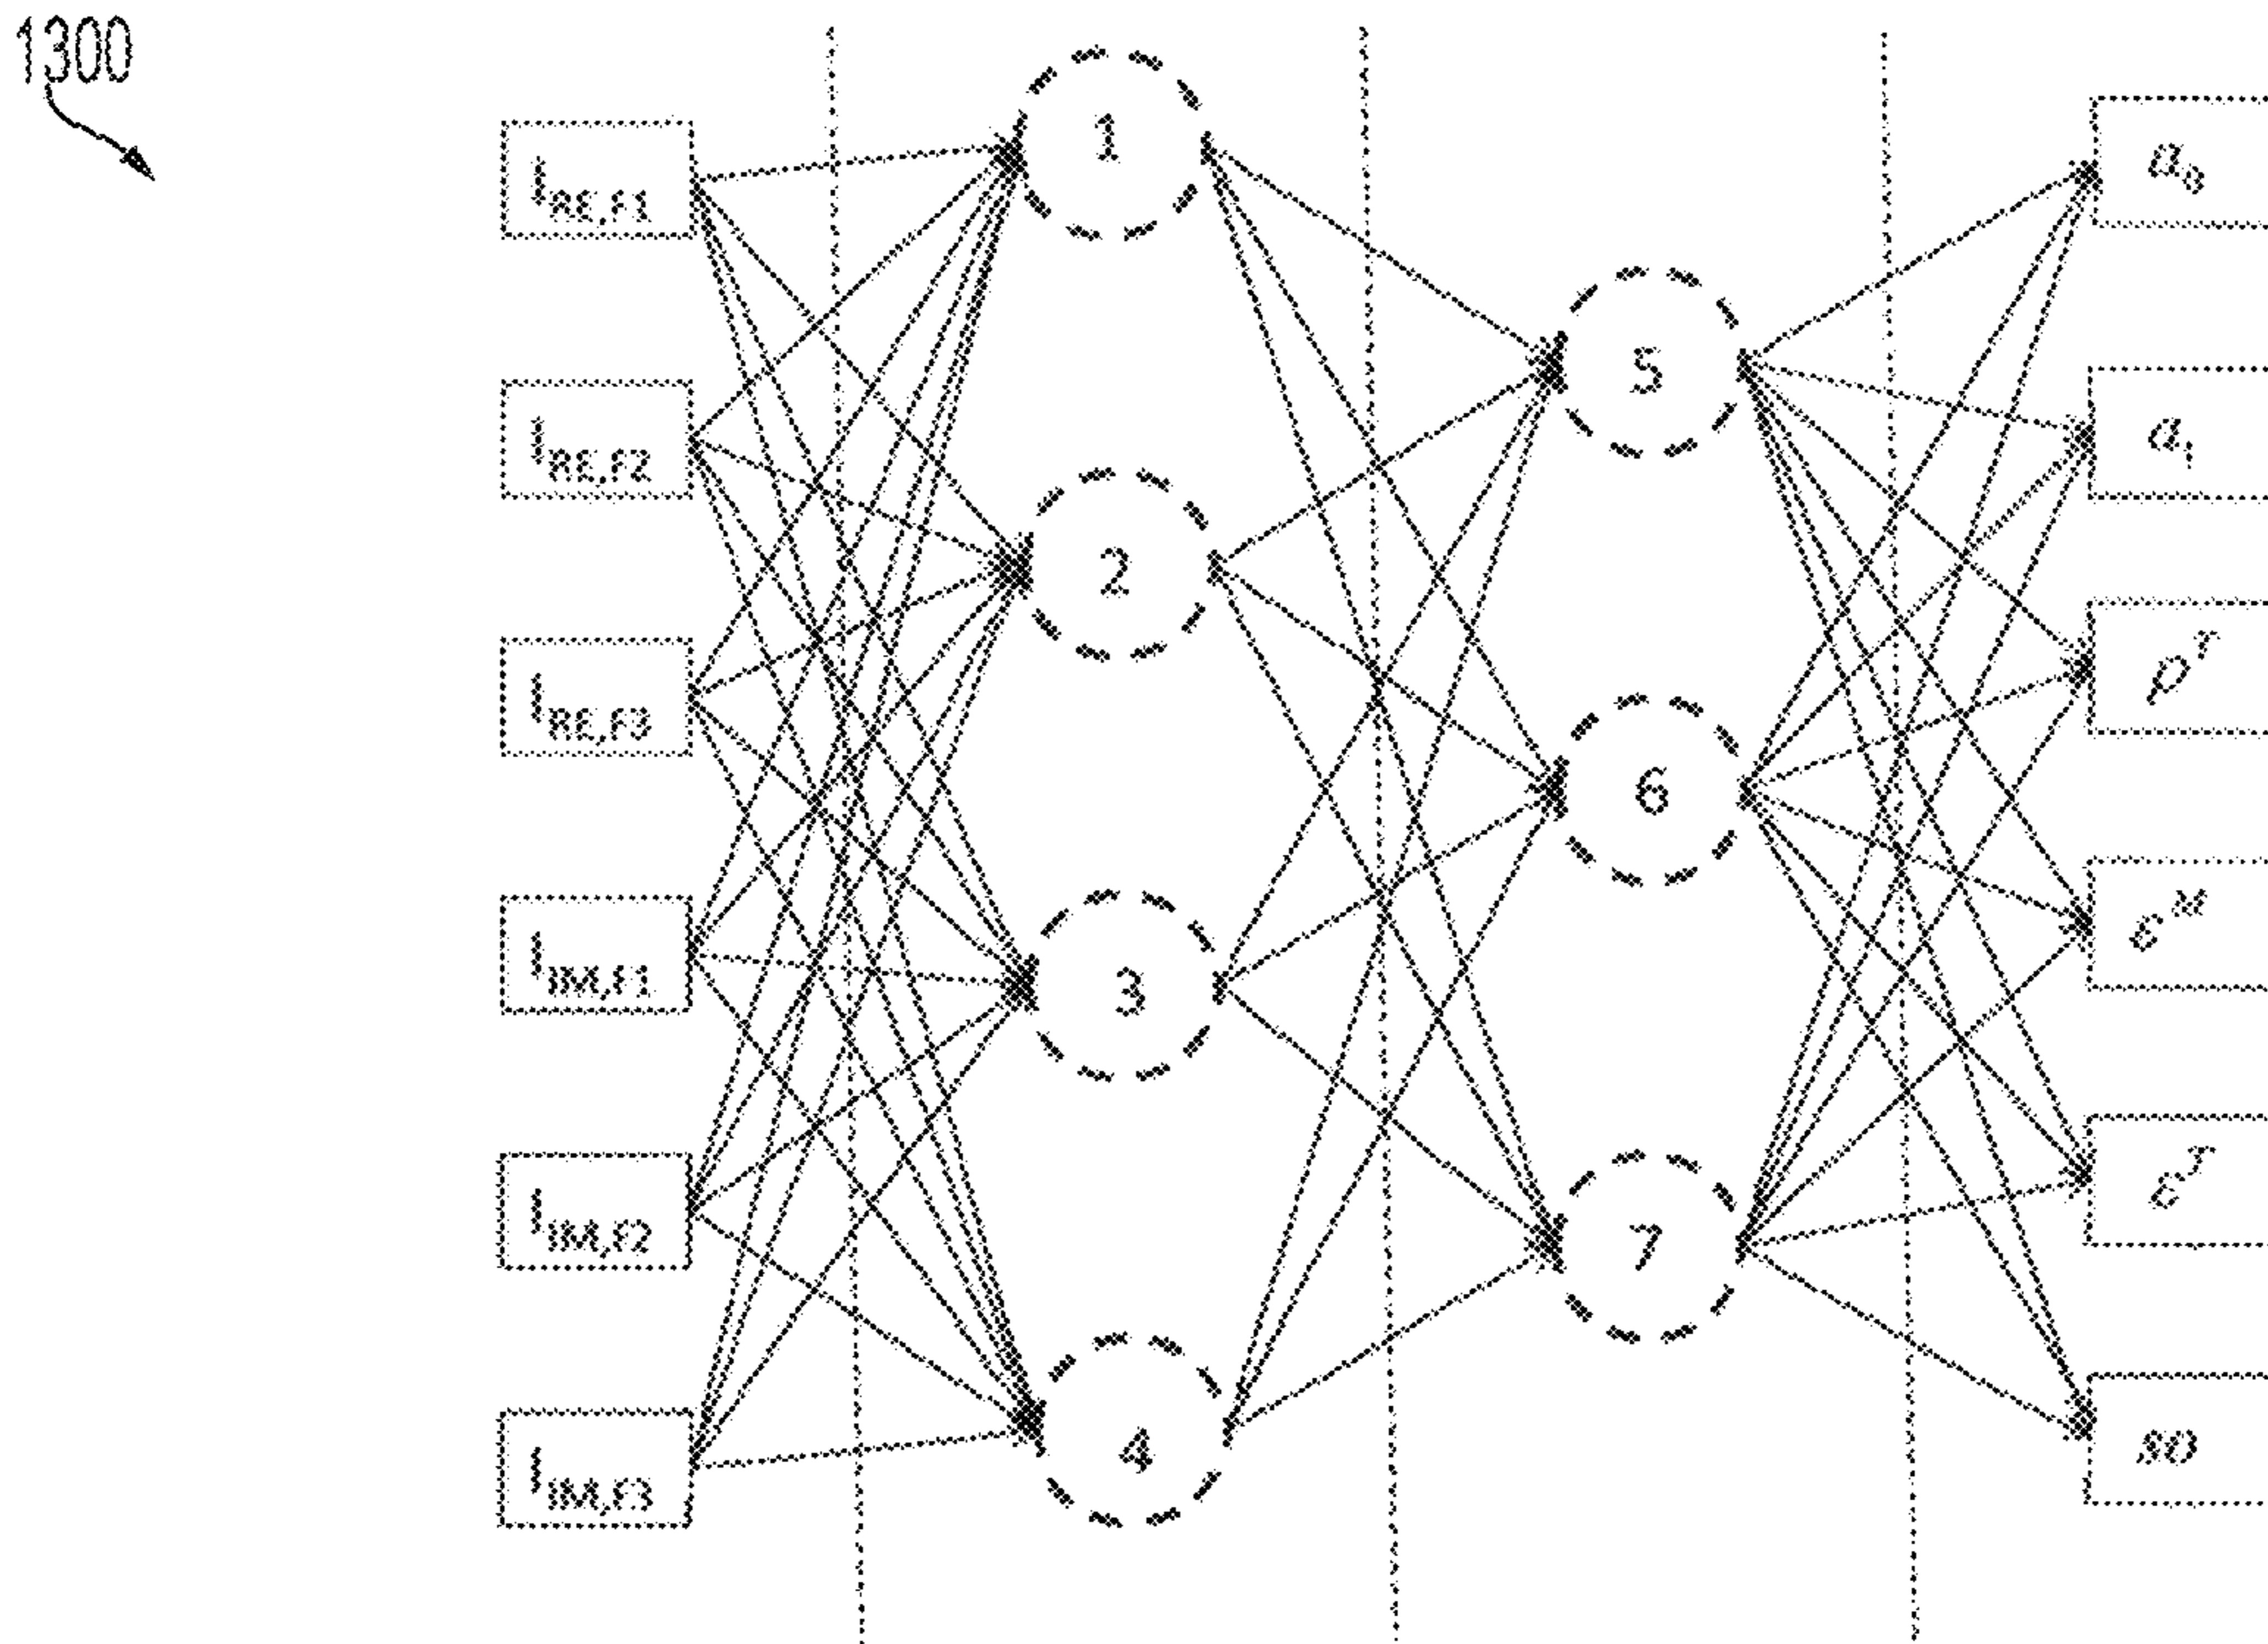 1300
I_RE,F1
I_RE,F2
I_RE,F3
I_IM,F1
I_IM,F2
I_IM,F3
1
2
3
4
5
6
7
a_0
a_1
ρ^T
ε^M
ε^T
so